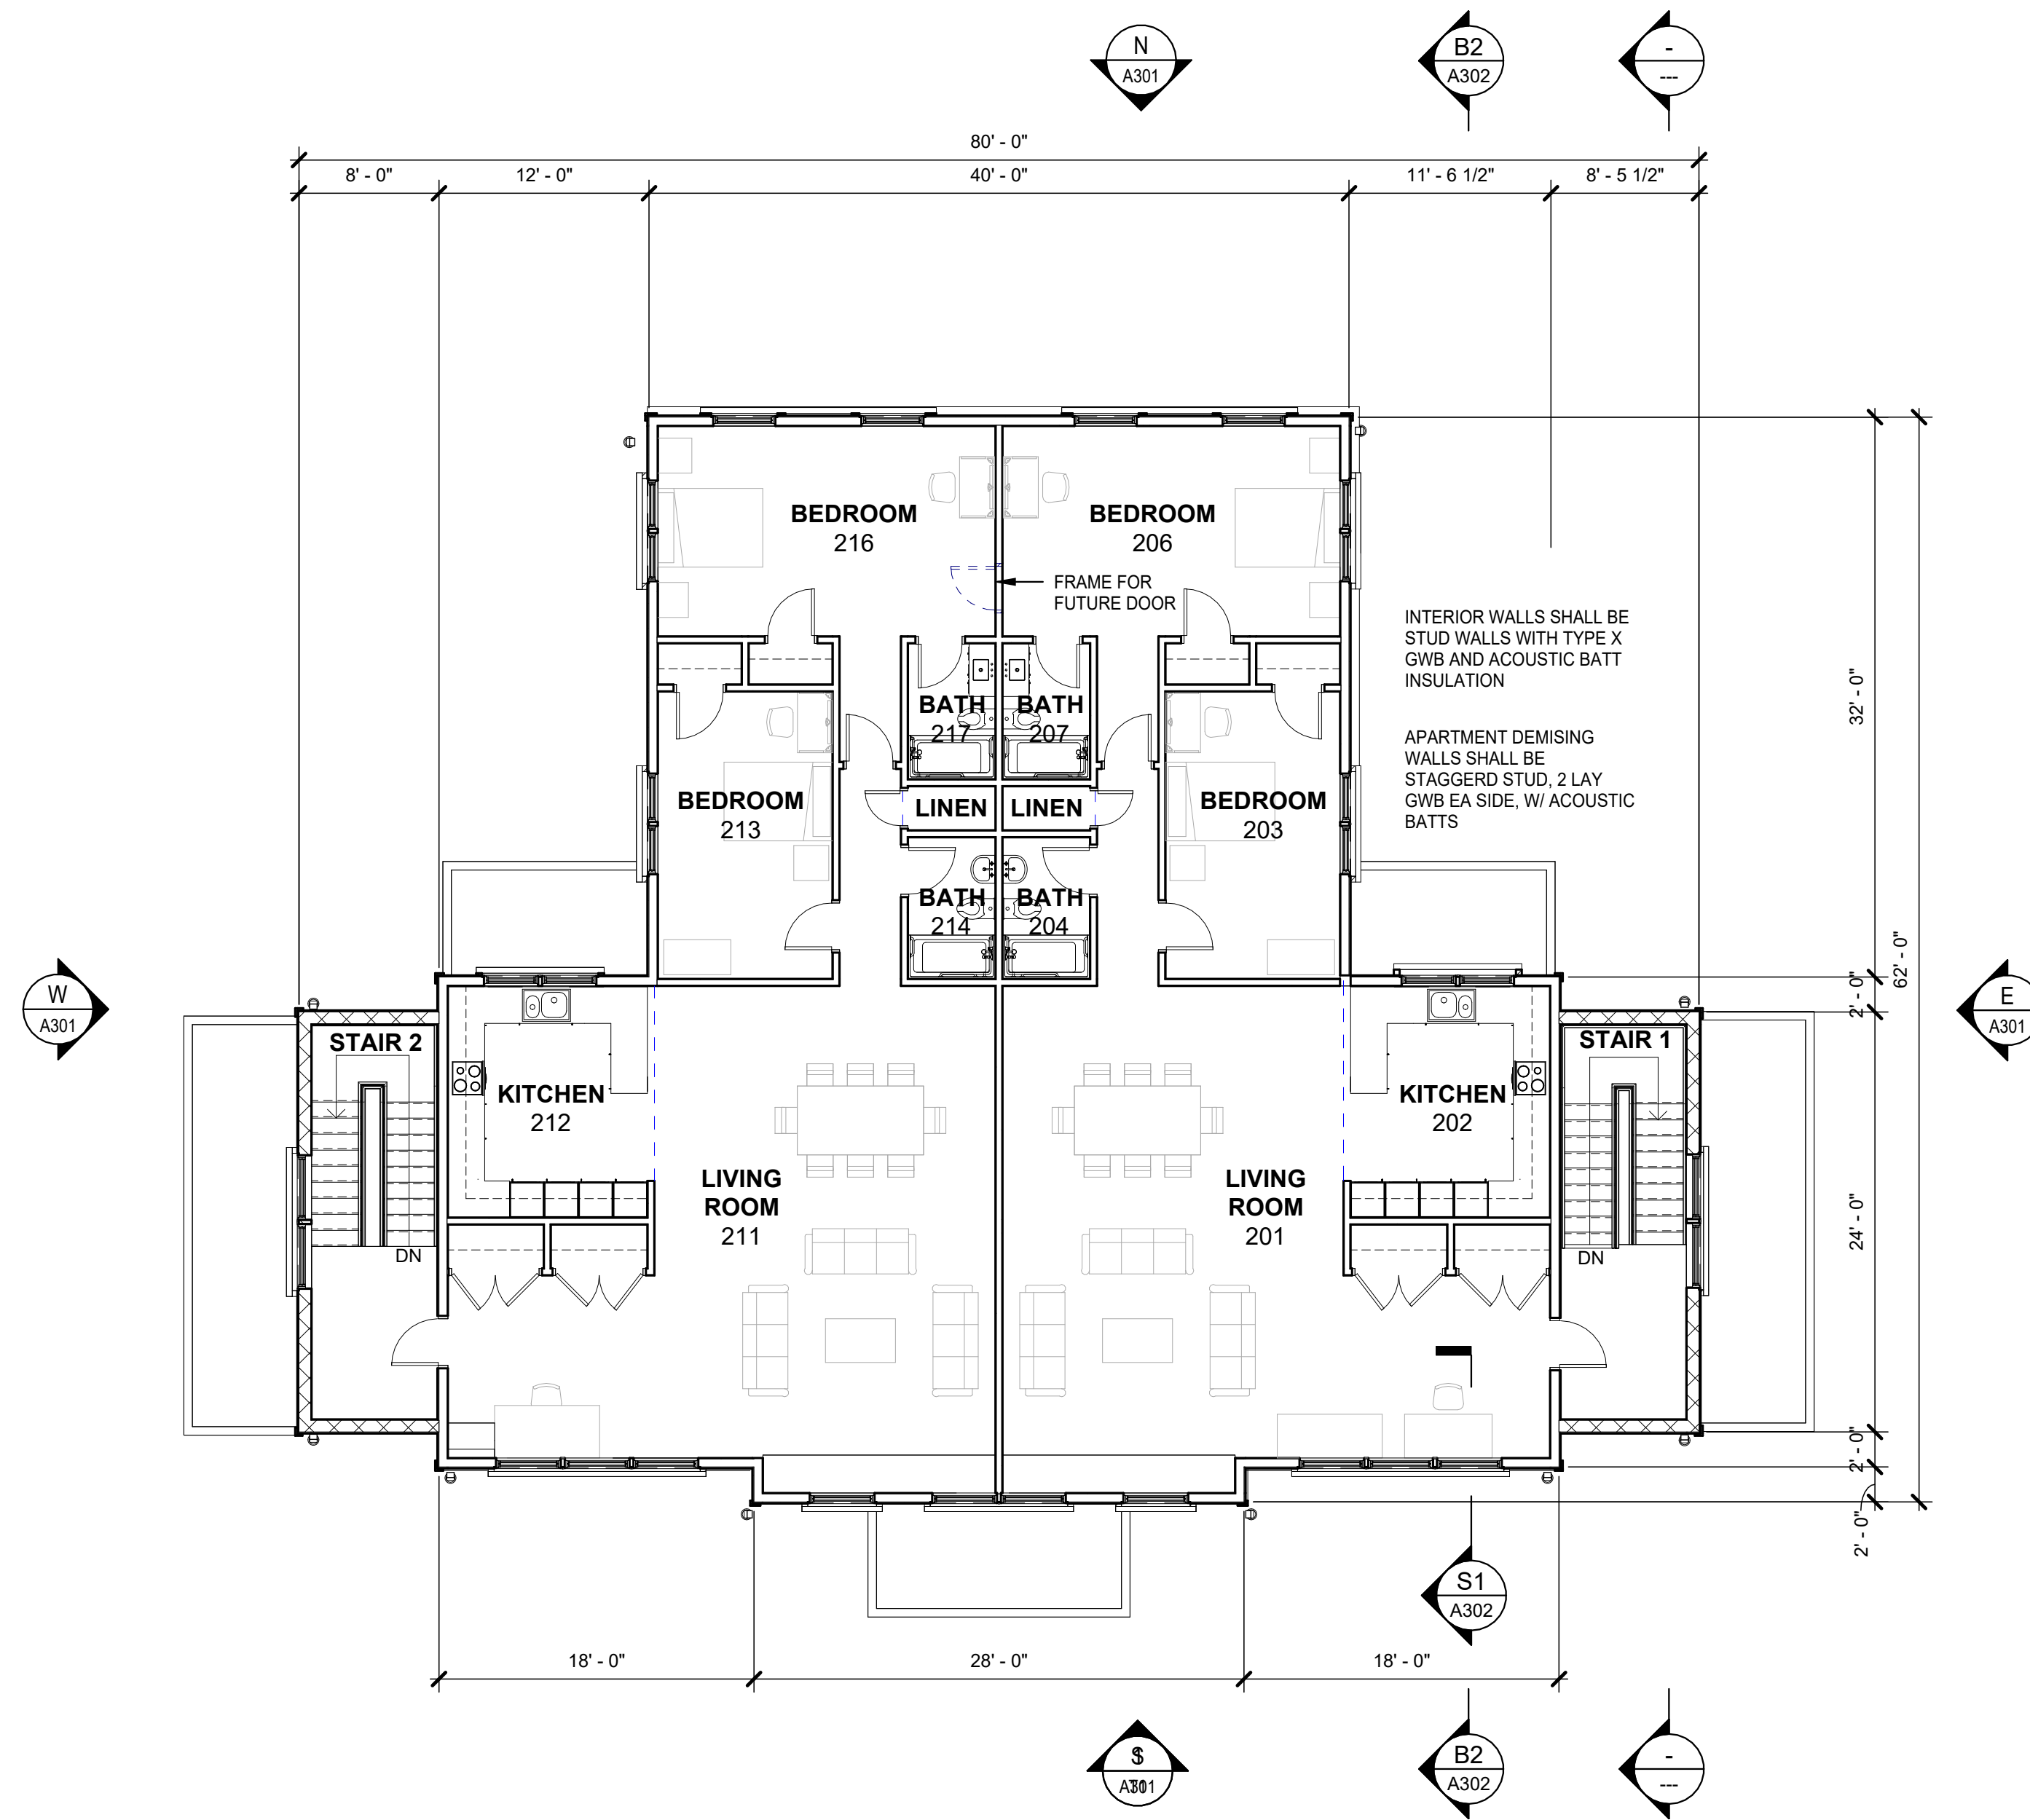 N
A301
B2
A302
-
---
80' - 0"
8' - 0"
12' - 0"
40' - 0"
11' - 6 1/2"
8' - 5 1/2"
BEDROOM
216
BEDROOM
206
FRAME FOR
FUTURE DOOR
INTERIOR WALLS SHALL BE
STUD WALLS WITH TYPE X
GWB AND ACOUSTIC BATT
INSULATION
32' - 0"
BATH
217
BATH
207
APARTMENT DEMISING
WALLS SHALL BE
STAGGERD STUD, 2 LAY
GWB EA SIDE, W/ ACOUSTIC
BATTS
BEDROOM
213
LINEN
LINEN
BEDROOM
203
BATH
214
BATH
204
62' - 0"
2' - 0"
W
A301
E
A301
STAIR 2
STAIR 1
KITCHEN
212
KITCHEN
202
LIVING
ROOM
211
LIVING
ROOM
201
24' - 0"
DN
DN
2' - 0"
2' - 0"
S1
A302
18' - 0"
28' - 0"
18' - 0"
B2
A302
-
---